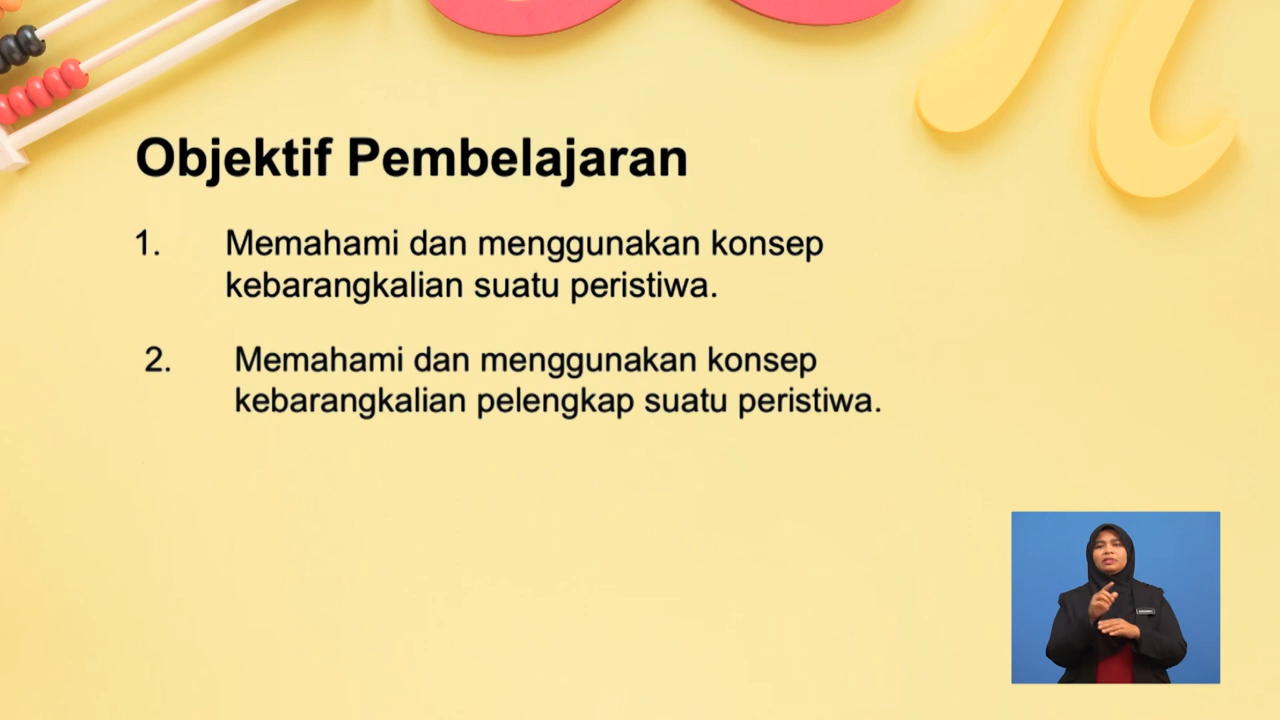 Objektif Pembelajaran
1. Memahami dan menggunakan konsep
kebarangkalian suatu peristiwa.
2. Memahami dan menggunakan konsep
kebarangkalian pelengkap suatu peristiwa.